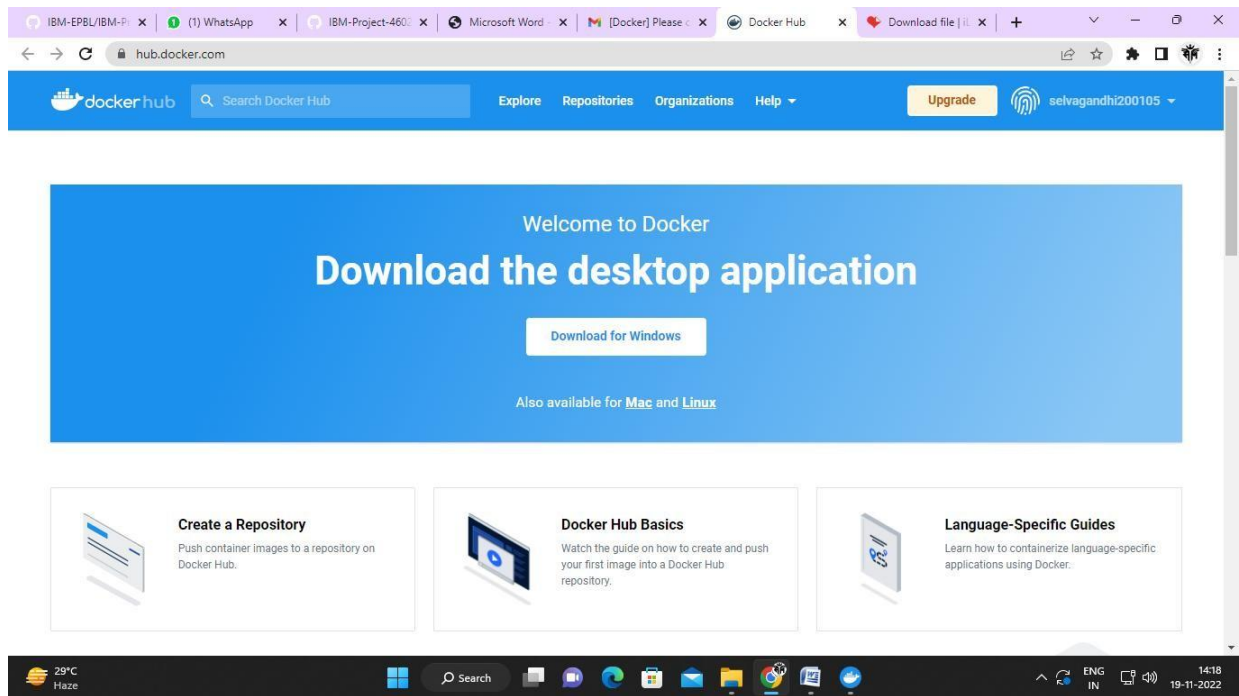 IBM-EPBL/IBM-P
(1) WhatsApp
IBM-Project-460
Microsoft Word -
[Docker] Please c
Docker Hub
Download file | iL
hub.docker.com
docker hub
Search Docker Hub
Explore
Repositories
Organizations
Help
Upgrade
selvagandhi200105
Welcome to Docker
Download the desktop application
Download for Windows
Also available for Mac and Linux
Create a Repository
Push container images to a repository on
Docker Hub.
Docker Hub Basics
Watch the guide on how to create and push
your first image into a Docker Hub
repository.
Language-Specific Guides
Learn how to containerize language-specific
applications using Docker.
29°C
Haze
Search
ENG
IN
14:18
19-11-2022